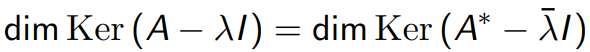 dim Ker (A − λI) = dim Ker (A* − λ̄I)